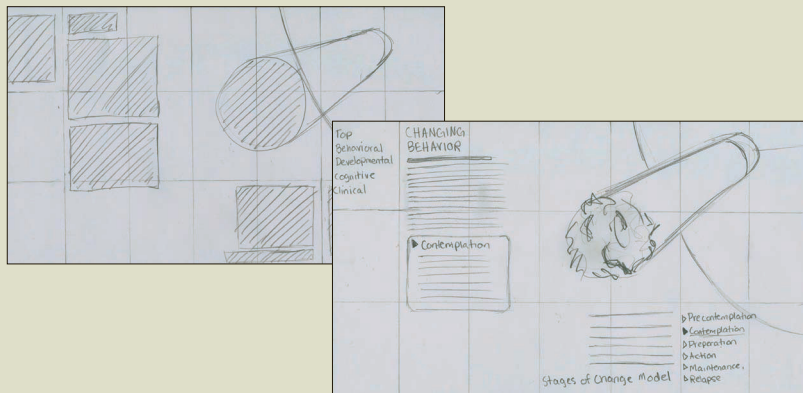 Top
Behavioral
Developmental
Cognitive
Clinical
CHANGING
BEHAVIOR
Contemplation
Precontemplation
Contemplation
Preparation
Action
Maintenance,
Relapse
Stages of Change Model